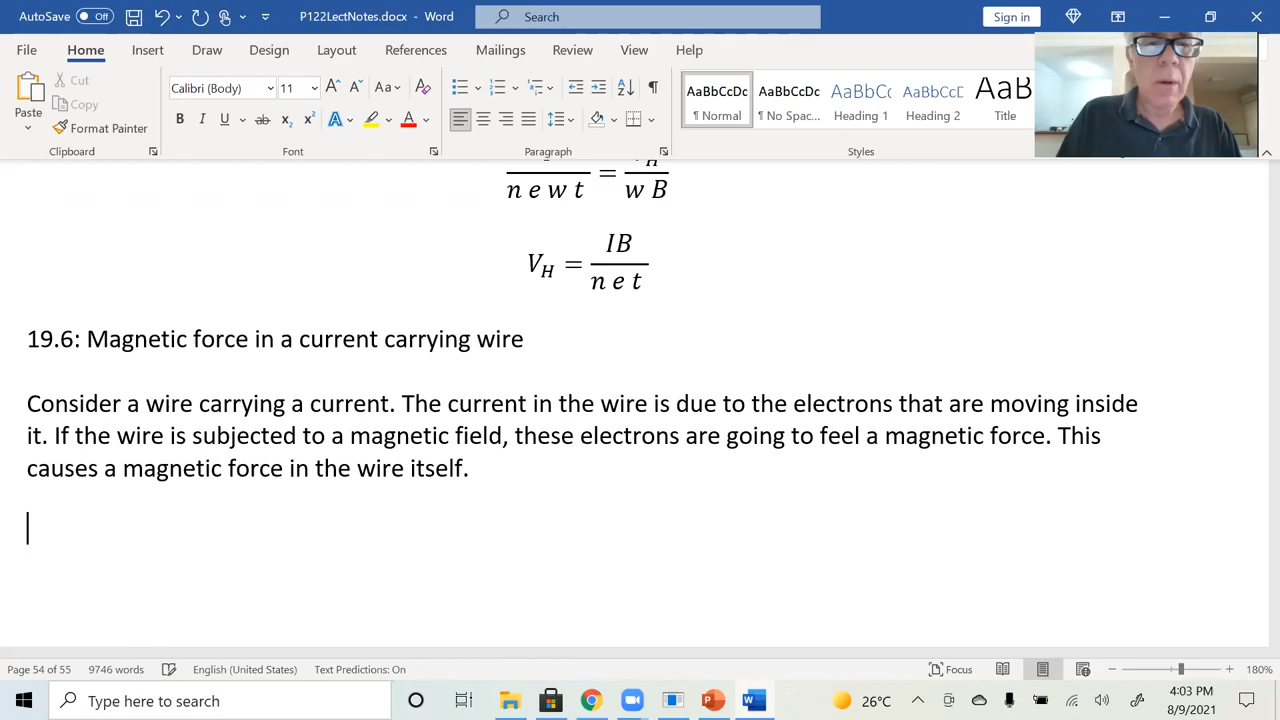 AutoSave Off P122LectNotes.docx - Word Search Sign in
File Home Insert Draw Design Layout References Mailings Review View Help
Paste Cut Copy Format Painter Calibri (Body) 11 Aa AaBbCcDc AaBbCcDc AaBbCc AaBbCcD AaB
¶ Normal ¶ No Spac... Heading 1 Heading 2 Title
Clipboard Font Paragraph Styles
n e w t = w B
V_H = IB / n e t
19.6: Magnetic force in a current carrying wire
Consider a wire carrying a current. The current in the wire is due to the electrons that are moving inside
it. If the wire is subjected to a magnetic field, these electrons are going to feel a magnetic force. This
causes a magnetic force in the wire itself.
Page 54 of 55 9746 words English (United States) Text Predictions: On Focus 180%
Type here to search 26°C 4:03 PM
8/9/2021